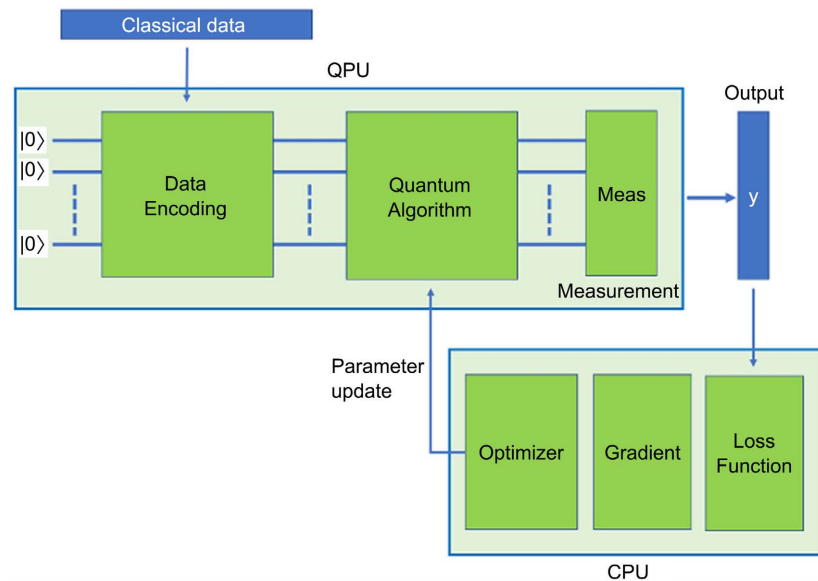 Classical data
QPU
Output
|0⟩
|0⟩
|0⟩
Data
Encoding
Quantum
Algorithm
Meas
y
Measurement
Parameter
update
Optimizer
Gradient
Loss
Function
CPU